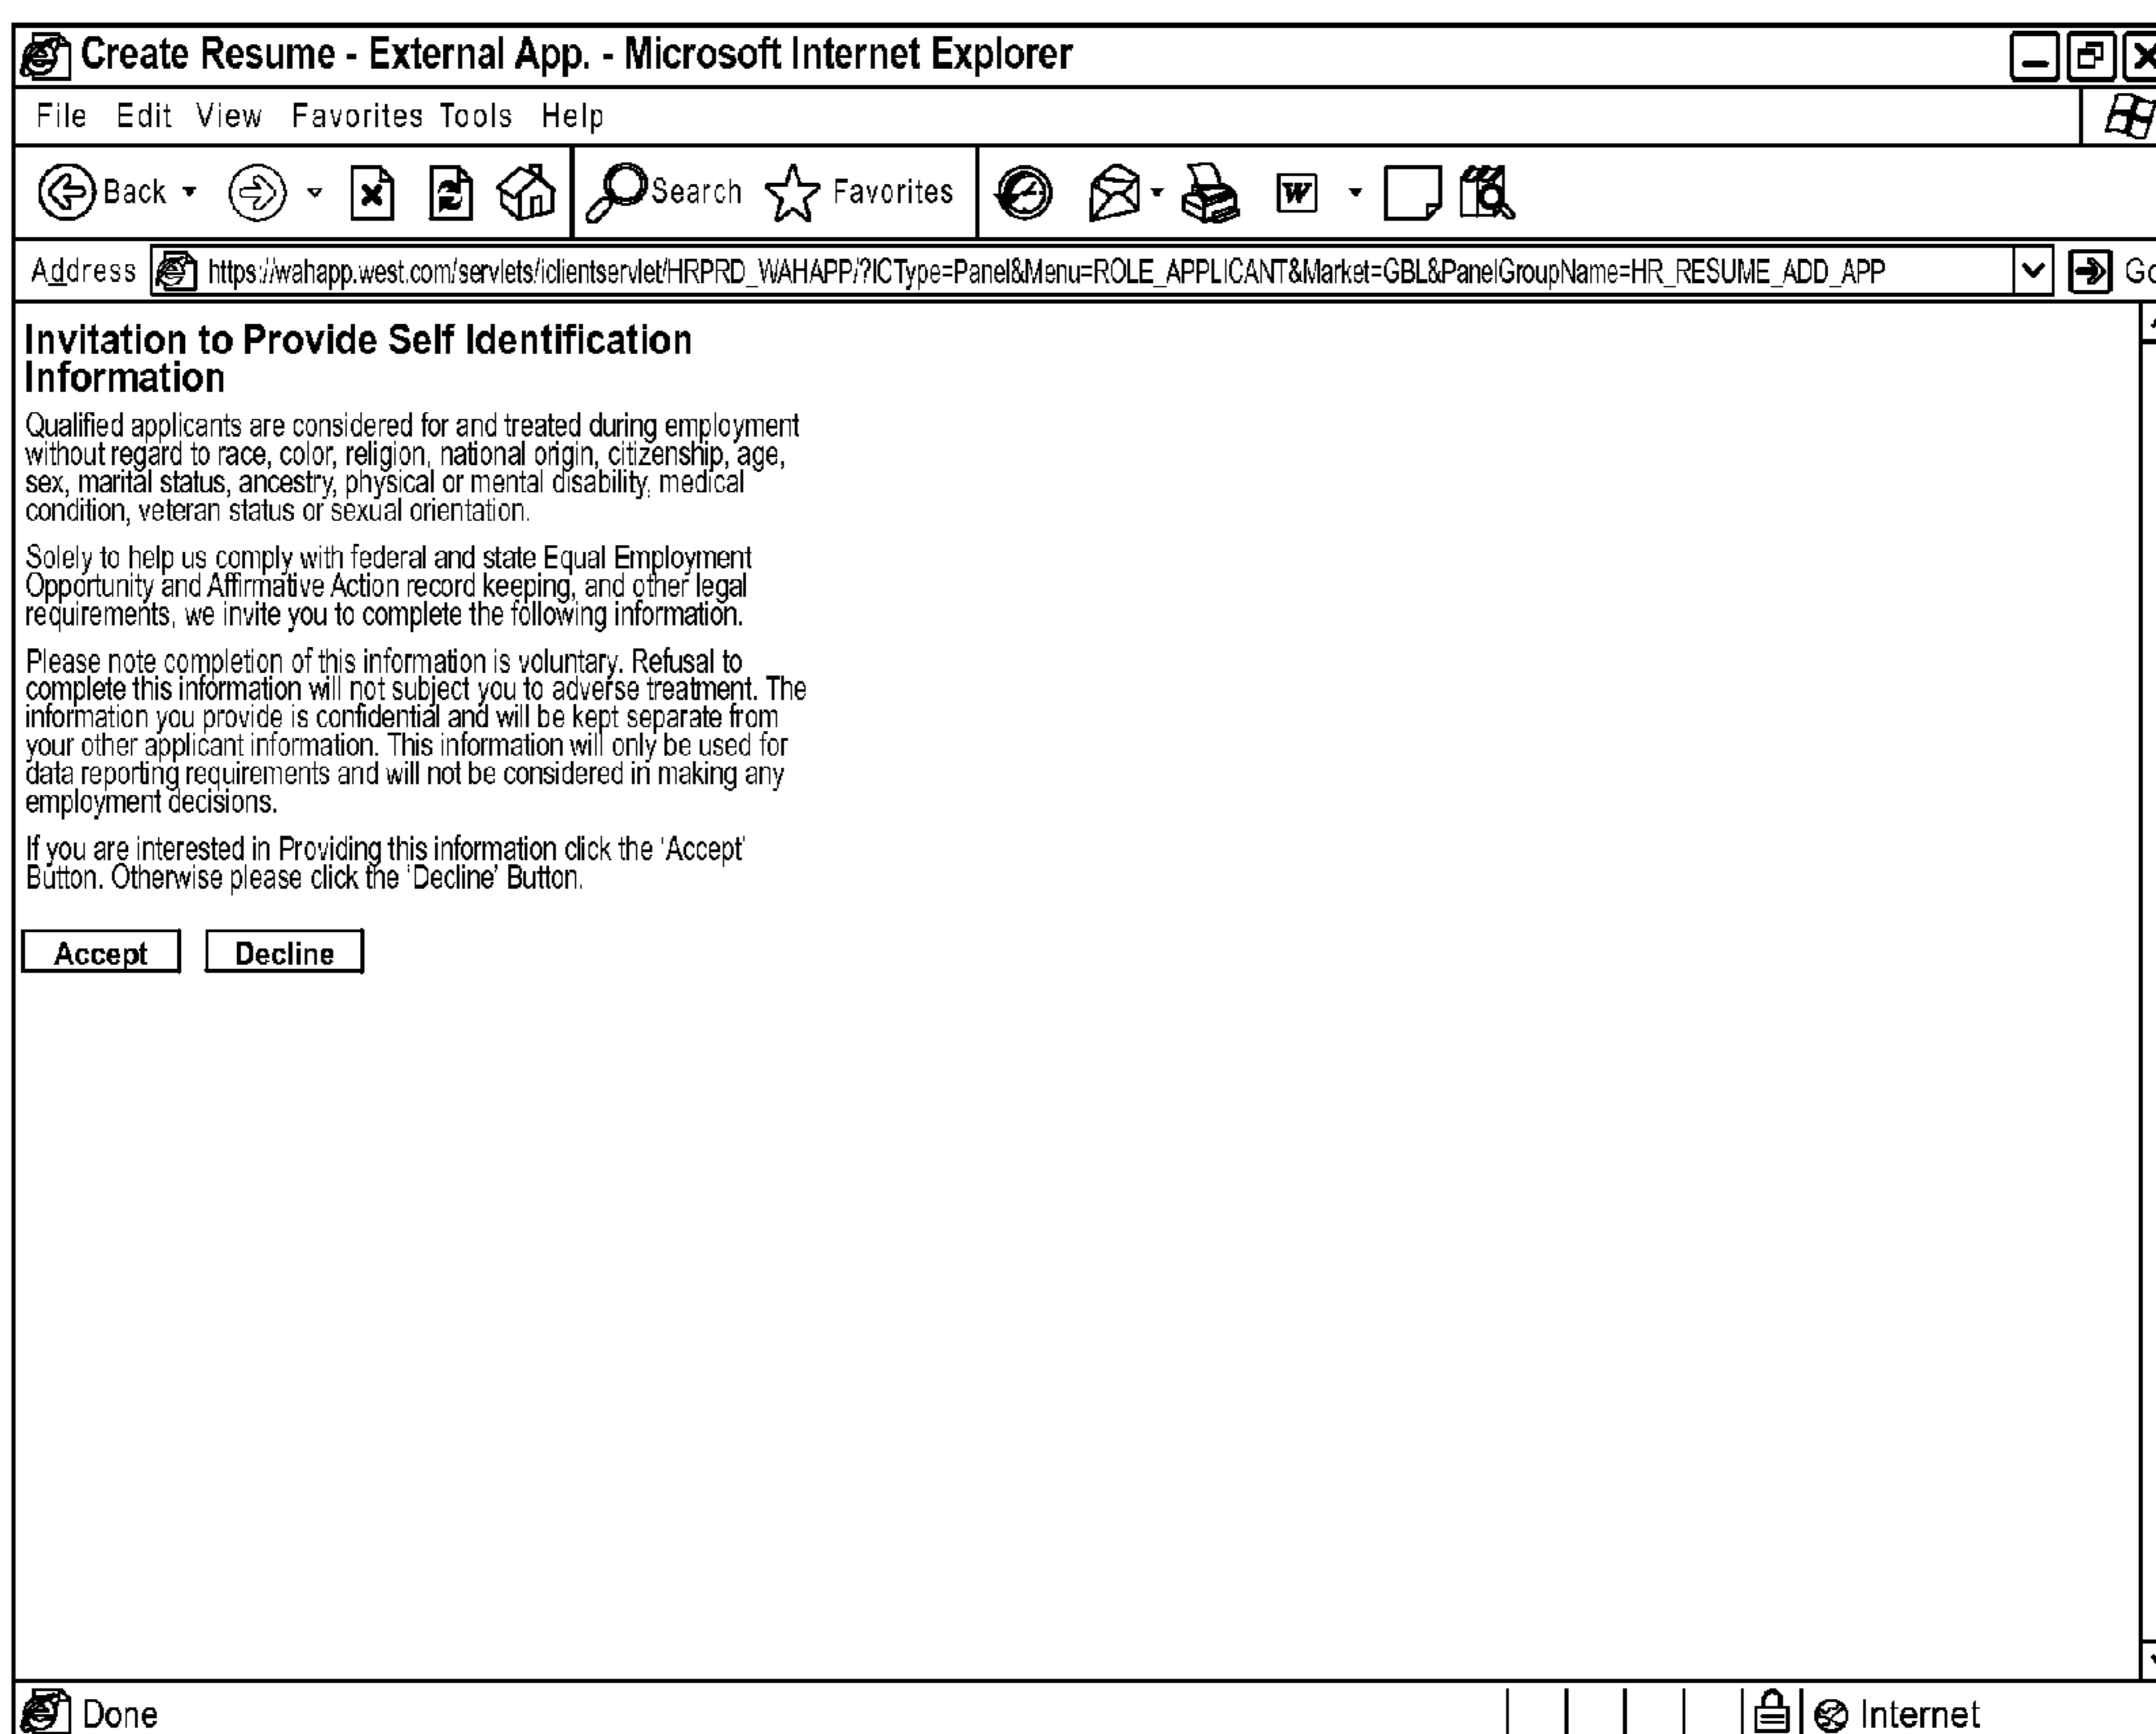 Create Resume - External App. - Microsoft Internet Explorer
File Edit View Favorites Tools Help
Back Search Favorites W
Address https://wahapp.west.com/servlets/iclientservlet/HRPRD_WAHAPP/?ICType=Panel&Menu=ROLE_APPLICANT&Market=GBL&PanelGroupName=HR_RESUME_ADD_APP Go
Invitation to Provide Self Identification
Information
Qualified applicants are considered for and treated during employment
without regard to race, color, religion, national origin, citizenship, age,
sex, marital status, ancestry, physical or mental disability, medical
condition, veteran status or sexual orientation.
Solely to help us comply with federal and state Equal Employment
Opportunity and Affirmative Action record keeping, and other legal
requirements, we invite you to complete the following information.
Please note completion of this information is voluntary. Refusal to
complete this information will not subject you to adverse treatment. The
information you provide is confidential and will be kept separate from
your other applicant information. This information will only be used for
data reporting requirements and will not be considered in making any
employment decisions.
If you are interested in Providing this information click the 'Accept'
Button. Otherwise please click the 'Decline' Button.
Accept Decline
Done Internet